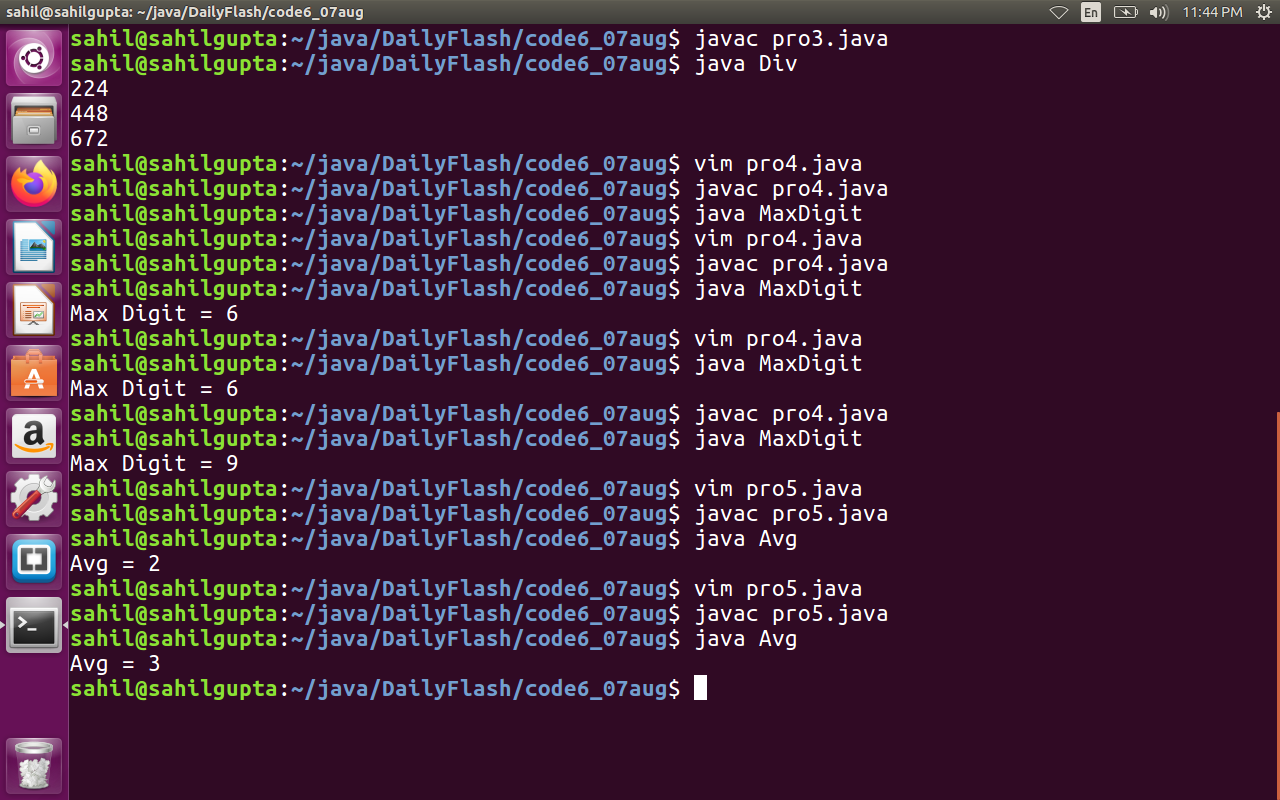 sahil@sahilgupta: ~/java/DailyFlash/code6_07aug
En
11:44 PM
sahil@sahilgupta:~/java/DailyFlash/code6_07aug$ javac pro3.java
sahil@sahilgupta:~/java/DailyFlash/code6_07aug$ java Div
224
448
672
sahil@sahilgupta:~/java/DailyFlash/code6_07aug$ vim pro4.java
sahil@sahilgupta:~/java/DailyFlash/code6_07aug$ javac pro4.java
sahil@sahilgupta:~/java/DailyFlash/code6_07aug$ java MaxDigit
sahil@sahilgupta:~/java/DailyFlash/code6_07aug$ vim pro4.java
sahil@sahilgupta:~/java/DailyFlash/code6_07aug$ javac pro4.java
sahil@sahilgupta:~/java/DailyFlash/code6_07aug$ java MaxDigit
Max Digit = 6
sahil@sahilgupta:~/java/DailyFlash/code6_07aug$ vim pro4.java
sahil@sahilgupta:~/java/DailyFlash/code6_07aug$ java MaxDigit
Max Digit = 6
sahil@sahilgupta:~/java/DailyFlash/code6_07aug$ javac pro4.java
sahil@sahilgupta:~/java/DailyFlash/code6_07aug$ java MaxDigit
Max Digit = 9
sahil@sahilgupta:~/java/DailyFlash/code6_07aug$ vim pro5.java
sahil@sahilgupta:~/java/DailyFlash/code6_07aug$ javac pro5.java
sahil@sahilgupta:~/java/DailyFlash/code6_07aug$ java Avg
Avg = 2
sahil@sahilgupta:~/java/DailyFlash/code6_07aug$ vim pro5.java
sahil@sahilgupta:~/java/DailyFlash/code6_07aug$ javac pro5.java
sahil@sahilgupta:~/java/DailyFlash/code6_07aug$ java Avg
Avg = 3
sahil@sahilgupta:~/java/DailyFlash/code6_07aug$